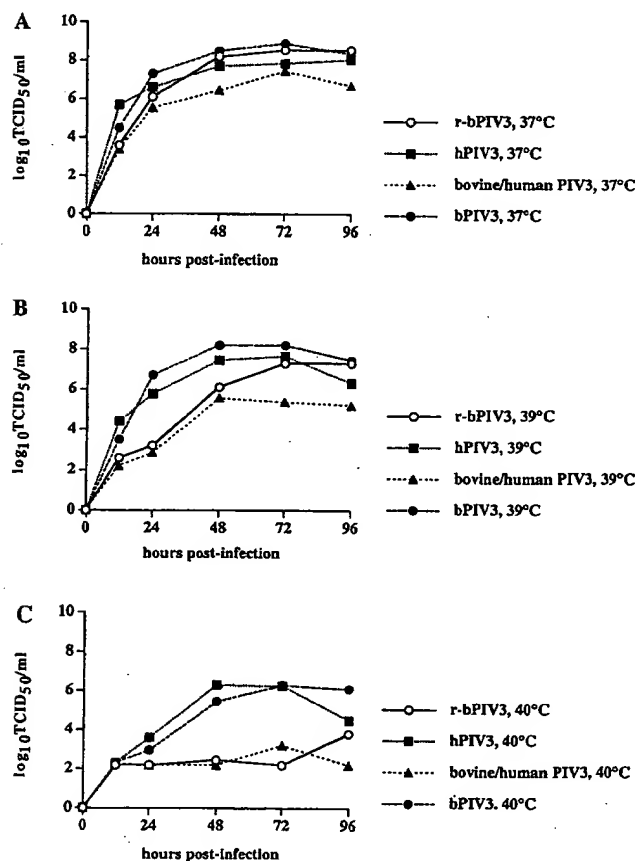 A
log10TCID50/ml
10
8
6
4
2
0
0 24 48 72 96
hours post-infection
r-bPIV3, 37°C
hPIV3, 37°C
bovine/human PIV3, 37°C
bPIV3, 37°C
B
log10TCID50/ml
10
8
6
4
2
0
0 24 48 72 96
hours post-infection
r-bPIV3, 39°C
hPIV3, 39°C
bovine/human PIV3, 39°C
bPIV3, 39°C
C
log10TCID50/ml
10
8
6
4
2
0
0 24 48 72 96
hours post-infection
r-bPIV3, 40°C
hPIV3, 40°C
bovine/human PIV3, 40°C
bPIV3. 40°C